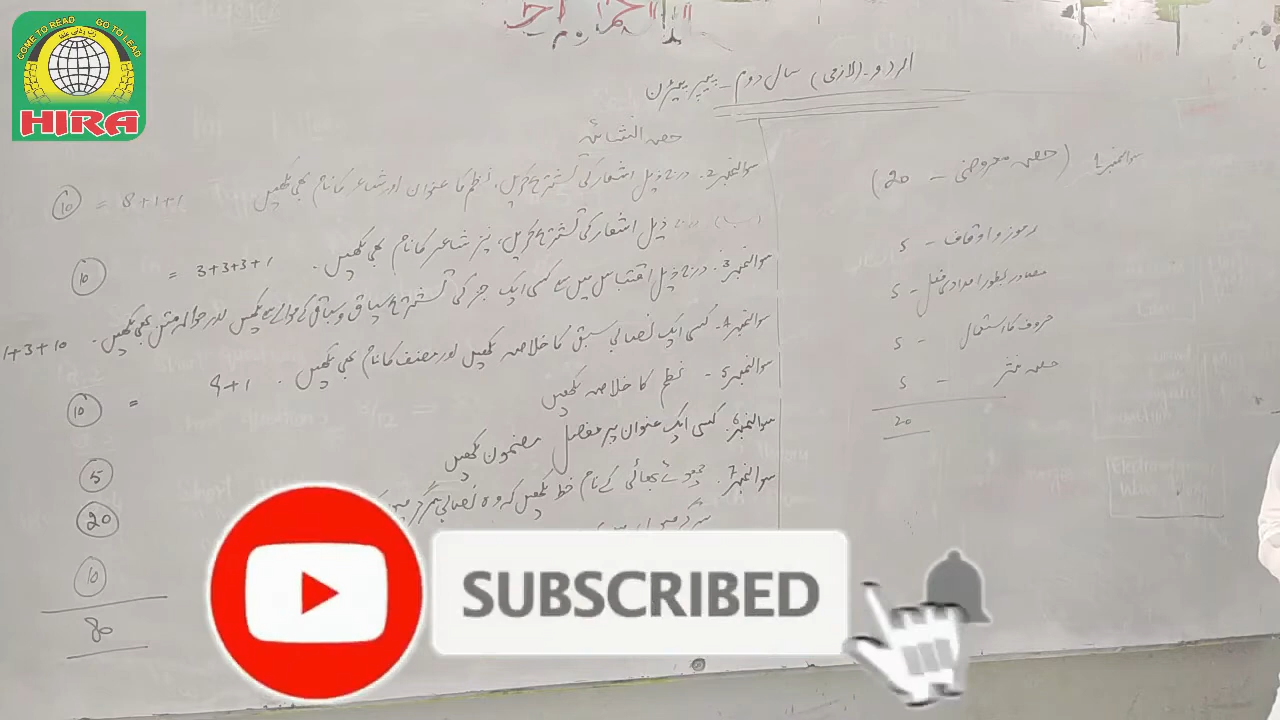 COME TO READ GO TO LEAD
HIRA
اردو (لازمی) سال دوم - پیپر پیٹرن
سوال نمبر 1 (حصہ معروضی - 20)
رموز و اوقاف - 5
مصادر بطور امدادی فعل - 5
حروف کا استعمال - 5
حصہ نثر - 5
20
حصہ انشائیہ
سوال نمبر 2. درج ذیل اشعار کی تشریح کریں، نظم کا عنوان اور شاعر کا نام بھی لکھیں 8+1+1 = 10
(ب) درج ذیل اشعار کی تشریح کریں، نیز شاعر کا نام بھی لکھیں. 3+3+3+1 = 10
سوال نمبر 3. درج ذیل اقتباس میں سے کسی ایک جز کی تشریح سیاق و سباق کے حوالے سے لکھیں اور حوالہ متن بھی لکھیں. 1+3+10
سوال نمبر 4. کسی ایک نصابی سبق کا خلاصہ لکھیں اور مصنف کا نام بھی لکھیں. 9+1 = 10
سوال نمبر 5 - نظم کا خلاصہ لکھیں 5
سوال نمبر 6. کسی ایک عنوان پر مفصل مضمون لکھیں 20
سوال نمبر 7. چھوٹے بھائی کے نام خط لکھیں کہ وہ نصابی 10
80
SUBSCRIBED